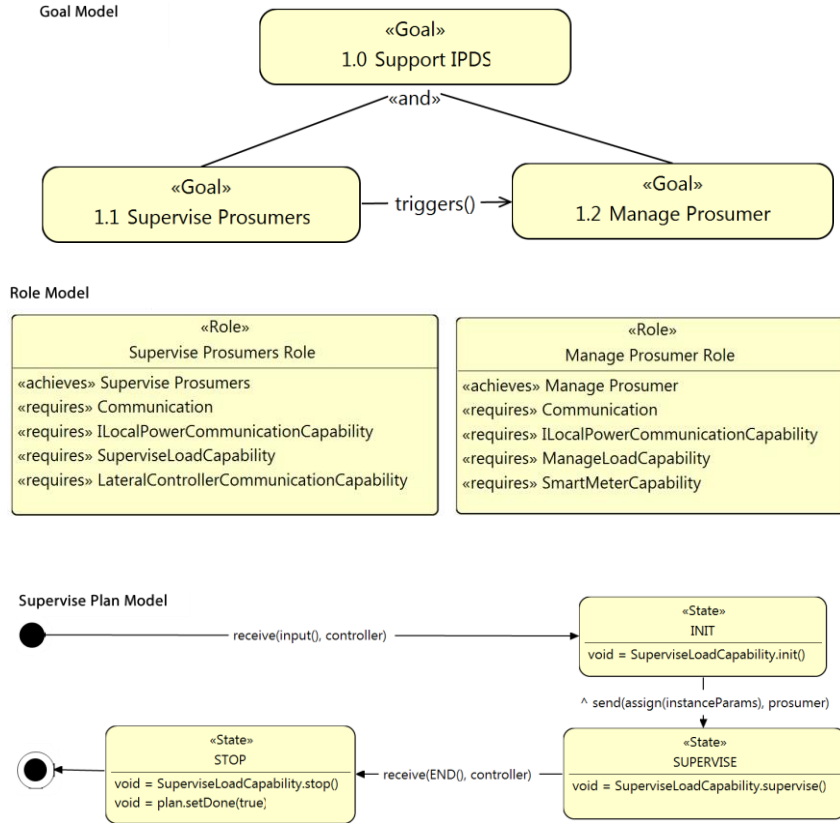 Goal Model
«Goal»
1.0 Support IPDS
«and»
«Goal»
1.1 Supervise Prosumers
triggers()
«Goal»
1.2 Manage Prosumer
Role Model
«Role»
Supervise Prosumers Role
«achieves» Supervise Prosumers
«requires» Communication
«requires» ILocalPowerCommunicationCapability
«requires» SuperviseLoadCapability
«requires» LateralControllerCommunicationCapability
«Role»
Manage Prosumer Role
«achieves» Manage Prosumer
«requires» Communication
«requires» ILocalPowerCommunicationCapability
«requires» ManageLoadCapability
«requires» SmartMeterCapability
Supervise Plan Model
receive(input(), controller)
«State»
INIT
void = SuperviseLoadCapability.init()
^ send(assign(instanceParams), prosumer)
«State»
SUPERVISE
void = SuperviseLoadCapability.supervise()
receive(END(), controller)
«State»
STOP
void = SuperviseLoadCapability.stop()
void = plan.setDone(true)